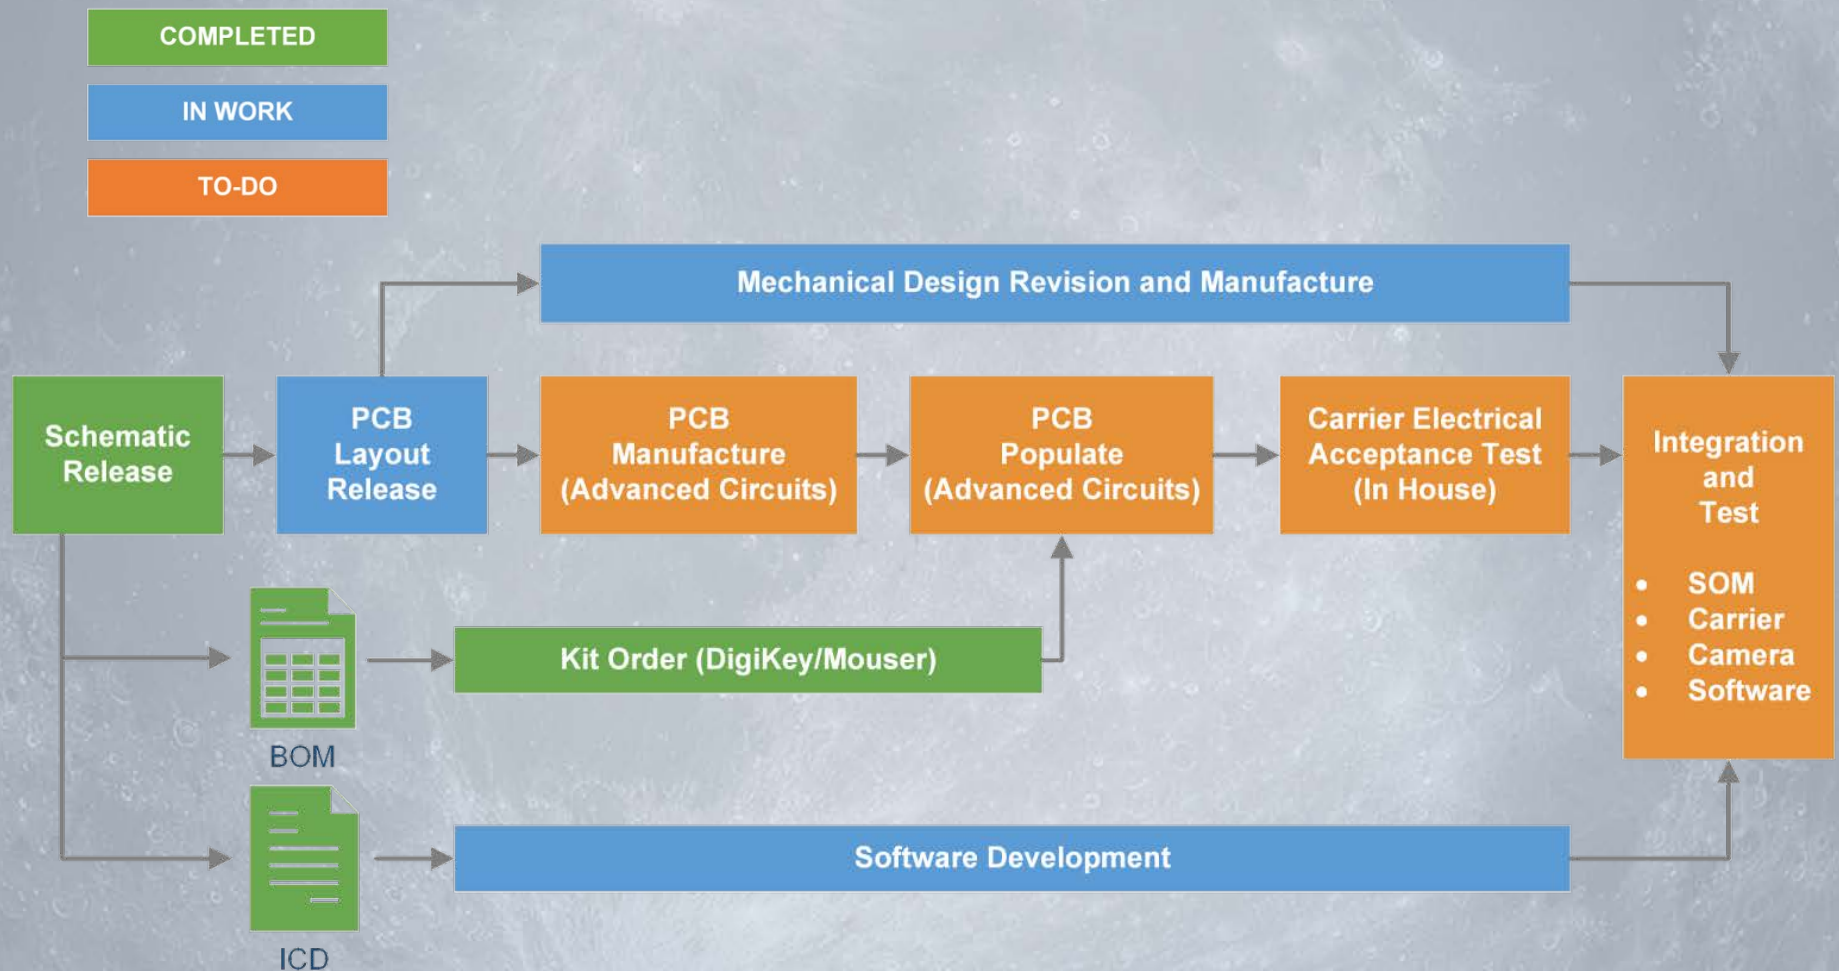 COMPLETED
IN WORK
TO-DO
Mechanical Design Revision and Manufacture
Schematic
Release
PCB
Layout
Release
PCB
Manufacture
(Advanced Circuits)
PCB
Populate
(Advanced Circuits)
Carrier Electrical
Acceptance Test
(In House)
Integration
and
Test
• SOM
• Carrier
• Camera
• Software
BOM
Kit Order (DigiKey/Mouser)
ICD
Software Development